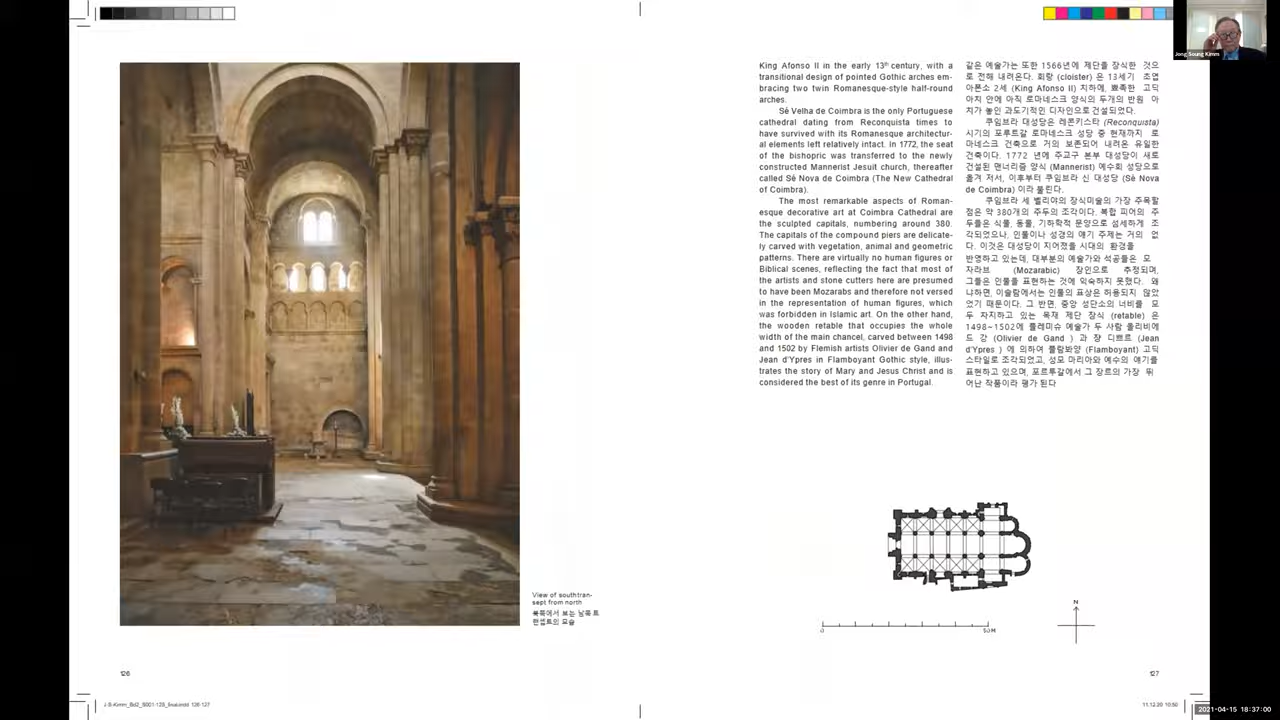 King Afonso II in the early 13th century, with a
transitional design of pointed Gothic arches em-
bracing two twin Romanesque-style half-round
arches.
Sé Velha de Coimbra is the only Portuguese
cathedral dating from Reconquista times to
have survived with its Romanesque architectur-
al elements left relatively intact. In 1772, the seat
of the bishopric was transferred to the newly
constructed Mannerist Jesuit church, thereafter
called Sé Nova de Coimbra (The New Cathedral
of Coimbra).
The most remarkable aspects of Roman-
esque decorative art at Coimbra Cathedral are
the sculpted capitals, numbering around 380.
The capitals of the compound piers are delicate-
ly carved with vegetation, animal and geometric
patterns. There are virtually no human figures or
Biblical scenes, reflecting the fact that most of
the artists and stone cutters here are presumed
to have been Mozarabs and therefore not versed
in the representation of human figures, which
was forbidden in Islamic art. On the other hand,
the wooden retable that occupies the whole
width of the main chancel, carved between 1498
and 1502 by Flemish artists Olivier de Gand and
Jean d'Ypres in Flamboyant Gothic style, illus-
trates the story of Mary and Jesus Christ and is
considered the best of its genre in Portugal.
같은 예술가는 또한 1566년에 제단을 장식한 것으
로 전해 내려온다. 회랑 (cloister) 은 13세기 초엽
아폰소 2세 (King Afonso II) 치하에, 뾰족한 고딕
아치 안에 아직 로마네스크 양식의 두개의 반원 아
치가 놓인 과도기적인 디자인으로 건설되었다.
쿠임브라 대성당은 레콘키스타 (Reconquista)
시기의 포루트갈 로마네스크 성당 중 현재까지 로
마네스크 건축으로 거의 보존되어 내려온 유일한
건축이다. 1772 년에 주교구 본부 대성당이 새로
건설된 맨너리즘 양식 (Mannerist) 예수회 성당으로
옮겨 저서, 이후부터 쿠임브라 신 대성당 (Sé Nova
de Coimbra) 이라 불린다.
쿠임브라 세 벨리아의 장식미술의 가장 주목할
점은 약 380개의 주두의 조각이다. 복합 피어의 주
두들은 식물, 동물, 기하학적 문양으로 섬세하게 조
각되었으나, 인물이나 성경의 얘기 주제는 거의 없
다. 이것은 대성당이 지어졌을 시대의 환경을
반영하고 있는데, 대부분의 예술가와 석공들은 모
자라브 (Mozarabic) 장인으로 추정되며,
그들은 인물을 표현하는 것에 익숙하지 못했다. 왜
냐하면, 이슬람에서는 인물의 표상은 허용되지 않았
었기 때문이다. 그 반면, 중앙 성단소의 너비를 모
두 차지하고 있는 목재 제단 장식 (retable) 은
1498~1502에 플레미슈 예술가 두 사람 올리비에
드 강 (Olivier de Gand ) 과 쟝 디쁘르 (Jean
d'Ypres ) 에 의하여 플람봐양 (Flamboyant) 고딕
스타일로 조각되었고, 성모 마리아와 예수의 얘기를
표현하고 있으며, 포르투갈에서 그 장르의 가장 뛰
어난 작품이라 평가 된다
View of south tran-
sept from north
북쪽에서 보는 남쪽 트
랜셉트의 모습
0 50 M
N
126
127
11.12.20 10:50
Jong Soung Kimm
2021-04-15 18:37:00